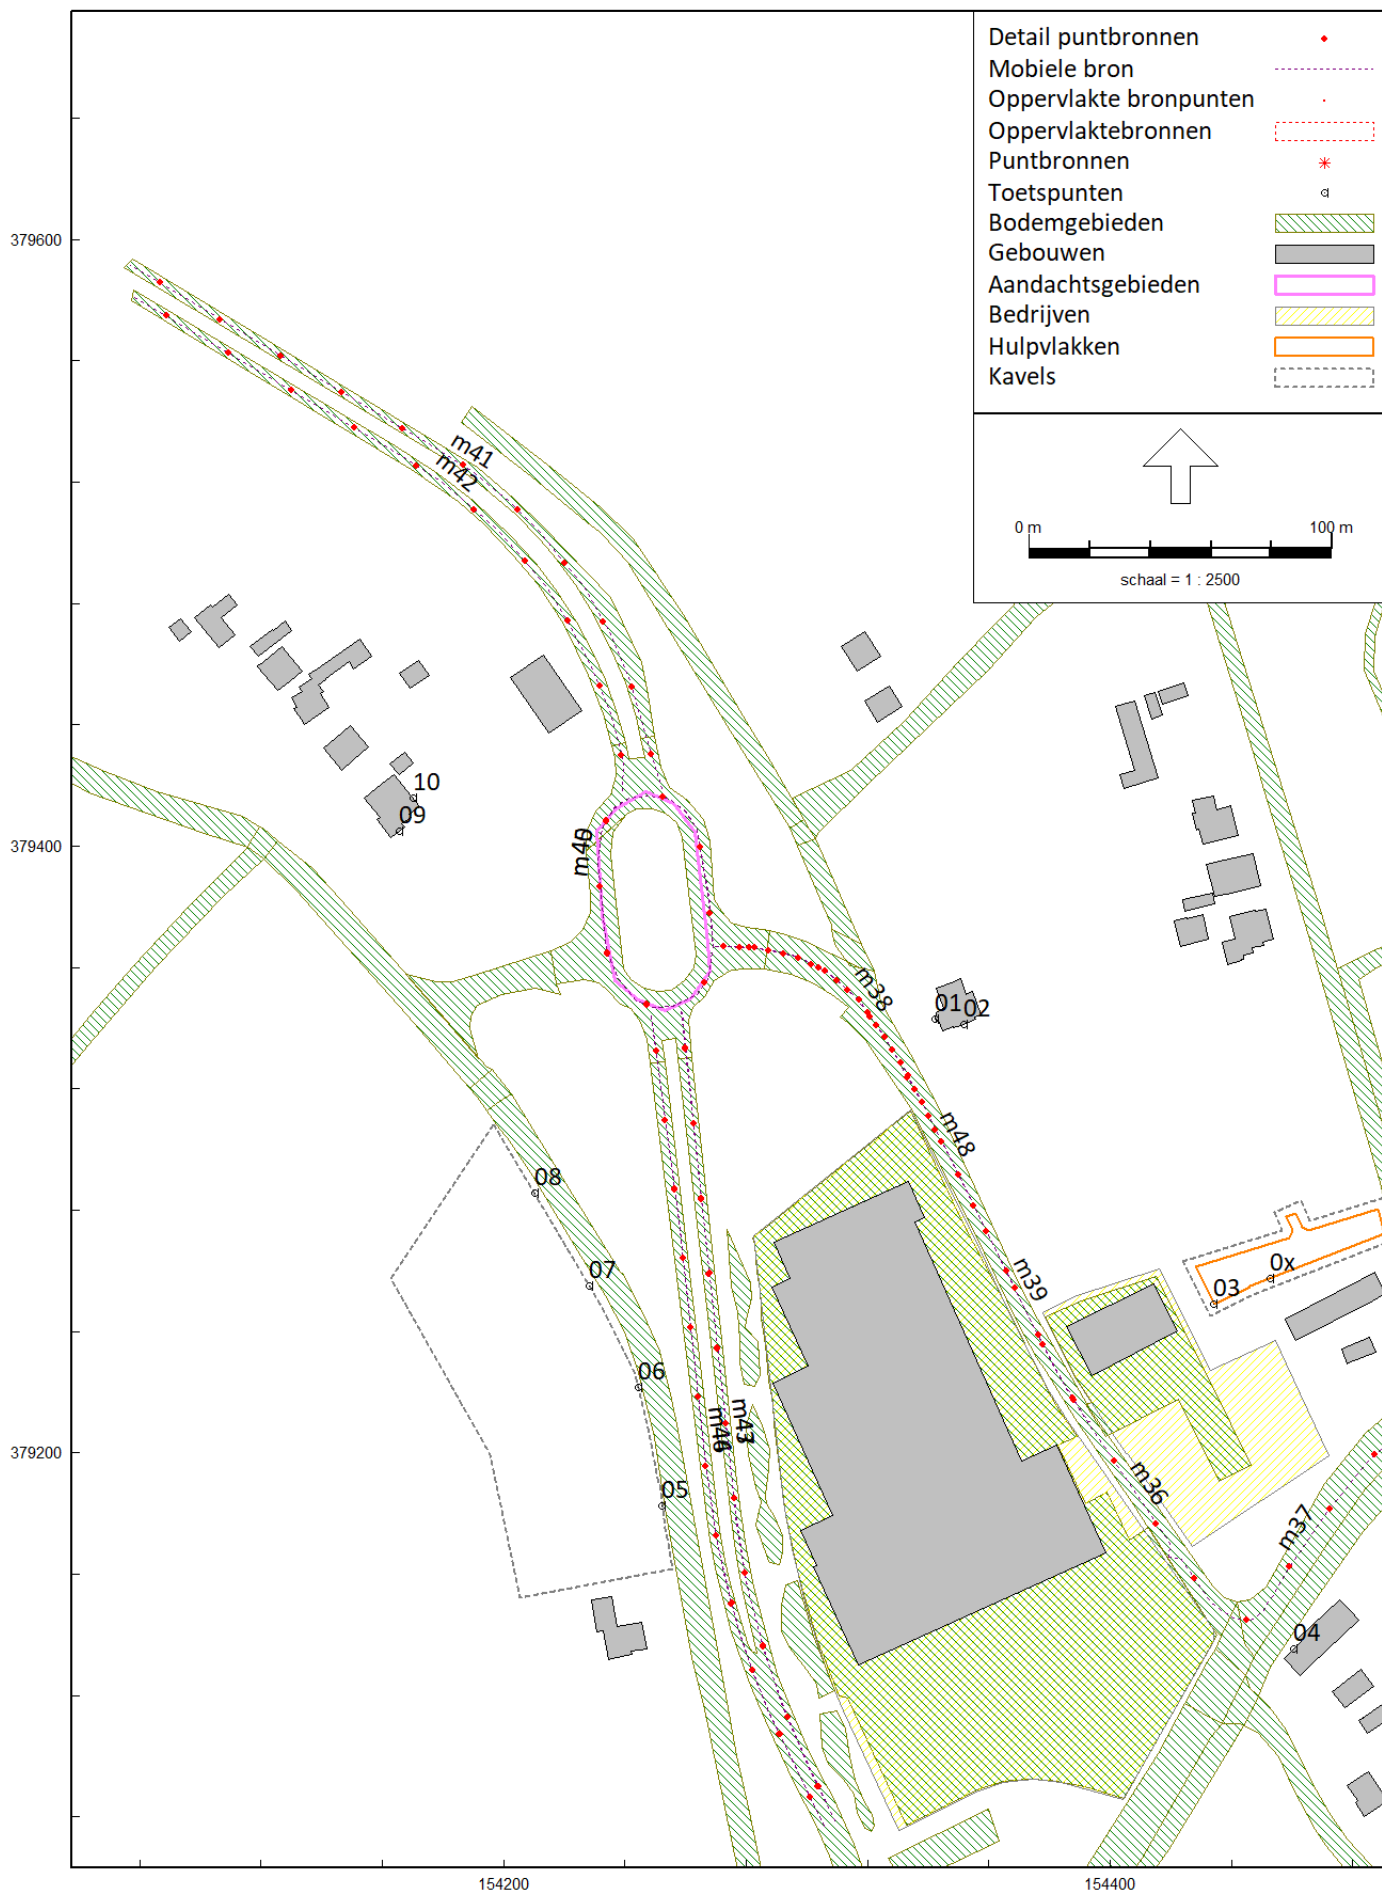 Detail puntbronnen
Mobiele bron
Oppervlakte bronpunten
Oppervlaktebronnen
Puntbronnen
Toetspunten
Bodemgebieden
Gebouwen
Aandachtsgebieden
Bedrijven
Hulpvlakken
Kavels
0 m 100 m
schaal = 1 : 2500
379600
m41
m42
10
09
379400
m38
01 02
m48
08
07
m39
0x
03
06
379200
05
m36
m37
04
154200 154400